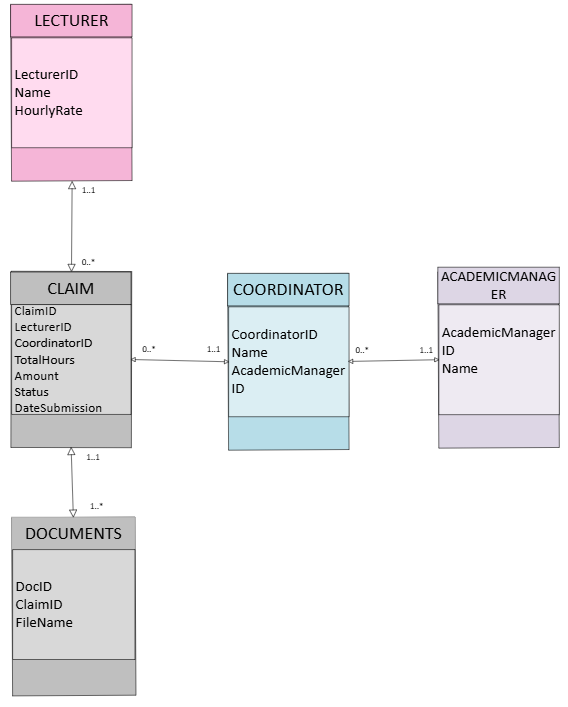 LECTURER
LecturerID
Name
HourlyRate
1..1
0..*
CLAIM
ClaimID
LecturerID
CoordinatorID
TotalHours
Amount
Status
DateSubmission
0..*
1..1
COORDINATOR
CoordinatorID
Name
AcademicManager
ID
0..*
1..1
ACADEMICMANAG
ER
AcademicManager
ID
Name
1..1
1..*
DOCUMENTS
DocID
ClaimID
FileName